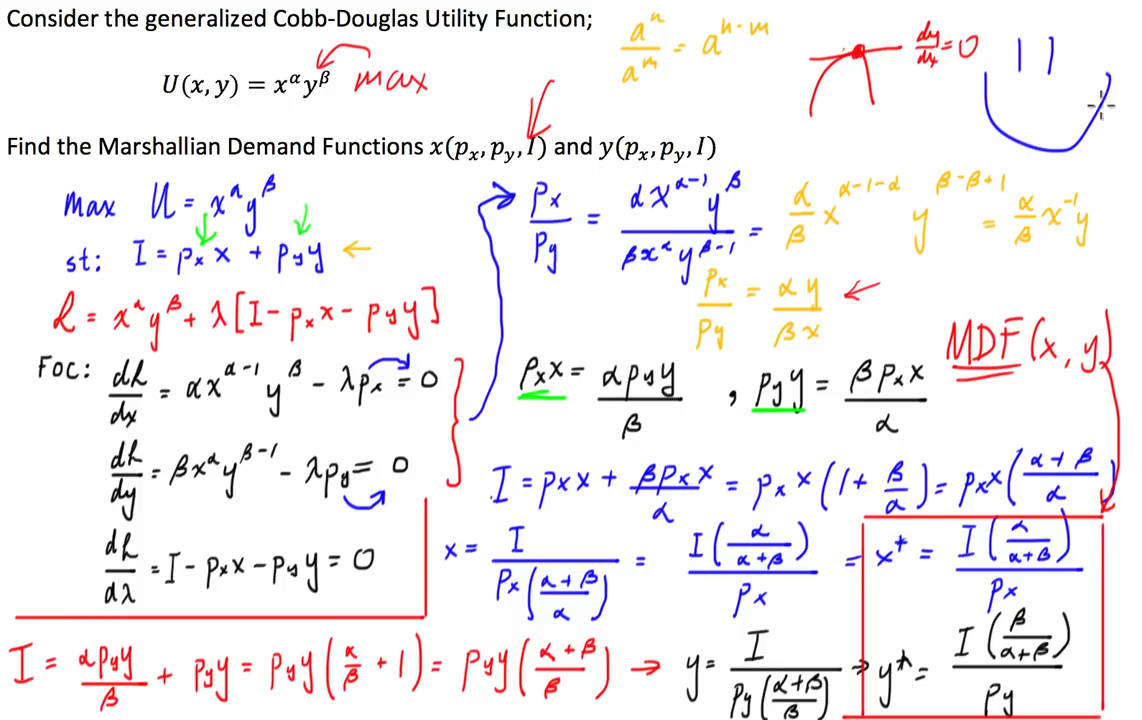 Consider the generalized Cobb-Douglas Utility Function;
a^n / a^m = a^(n-m)
dy/dx = 0
U(x, y) = x^α y^β
max
Find the Marshallian Demand Functions x(p_x, p_y, I) and y(p_x, p_y, I)
max U = x^α y^β
st: I = p_x x + p_y y
L = x^α y^β + λ[I - p_x x - p_y y]
FOC: dL/dx = αx^(α-1) y^β - λp_x = 0
dL/dy = βx^α y^(β-1) - λp_y = 0
dL/dλ = I - p_x x - p_y y = 0
p_x/p_y = αx^(α-1) y^β / βx^α y^(β-1) = α/β x^(α-1-α) y^(β-β+1) = α/β x^(-1) y
p_x/p_y = αy/βx
MDF(x, y)
p_x x = αp_y y/β , p_y y = βp_x x/α
I = p_x x + βp_x x/α = p_x x (1 + β/α) = p_x x (α+β/α)
x = I / p_x(α+β/α) = I(α/α+β) / p_x = x* = I(α/α+β) / p_x
I = αp_y y/β + p_y y = p_y y (α/β + 1) = p_y y (α+β/β) → y = I / p_y(α+β/β) → y* = I(β/α+β) / p_y